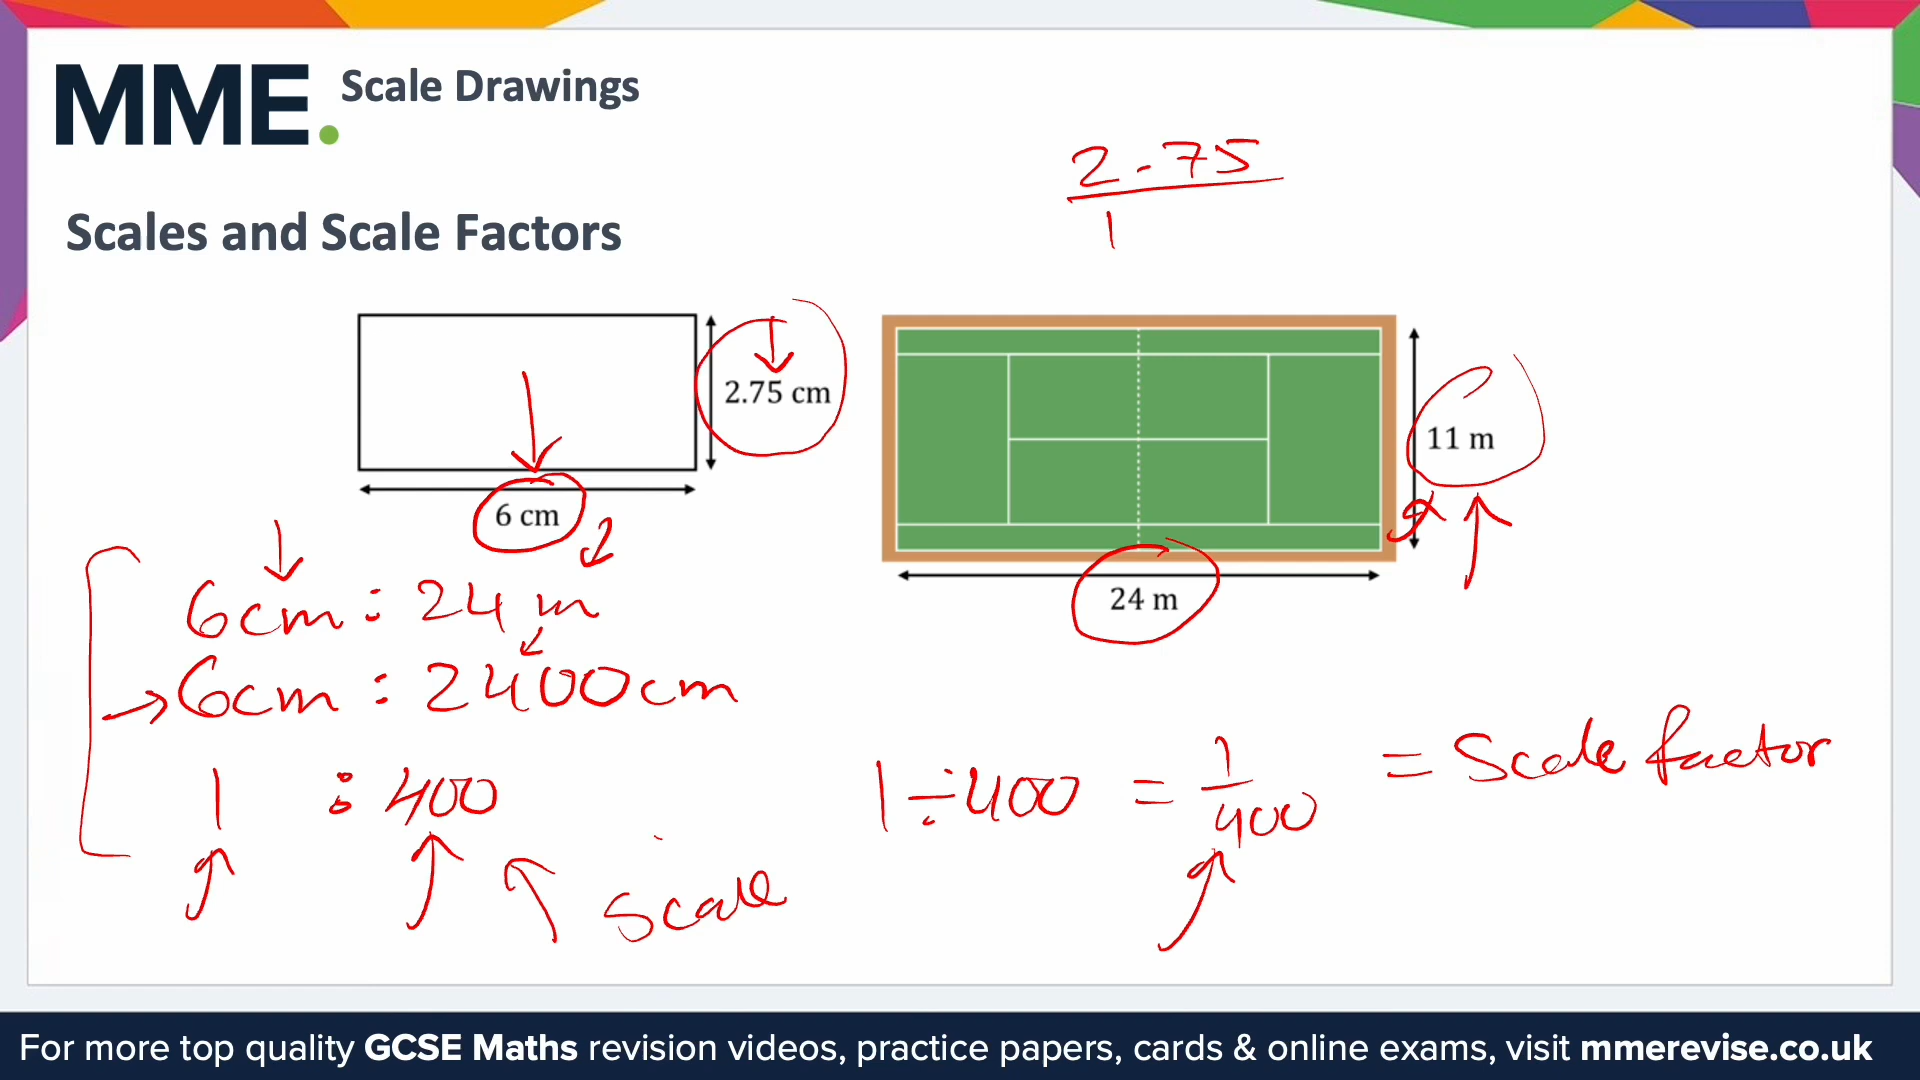 MME. Scale Drawings
2.75
1
Scales and Scale Factors
2.75 cm
11 m
6 cm
24 m
6cm : 24 m
6cm : 2400cm
1 : 400
1 ÷ 400 = 1/400 = Scale factor
Scale
For more top quality GCSE Maths revision videos, practice papers, cards & online exams, visit mmerevise.co.uk